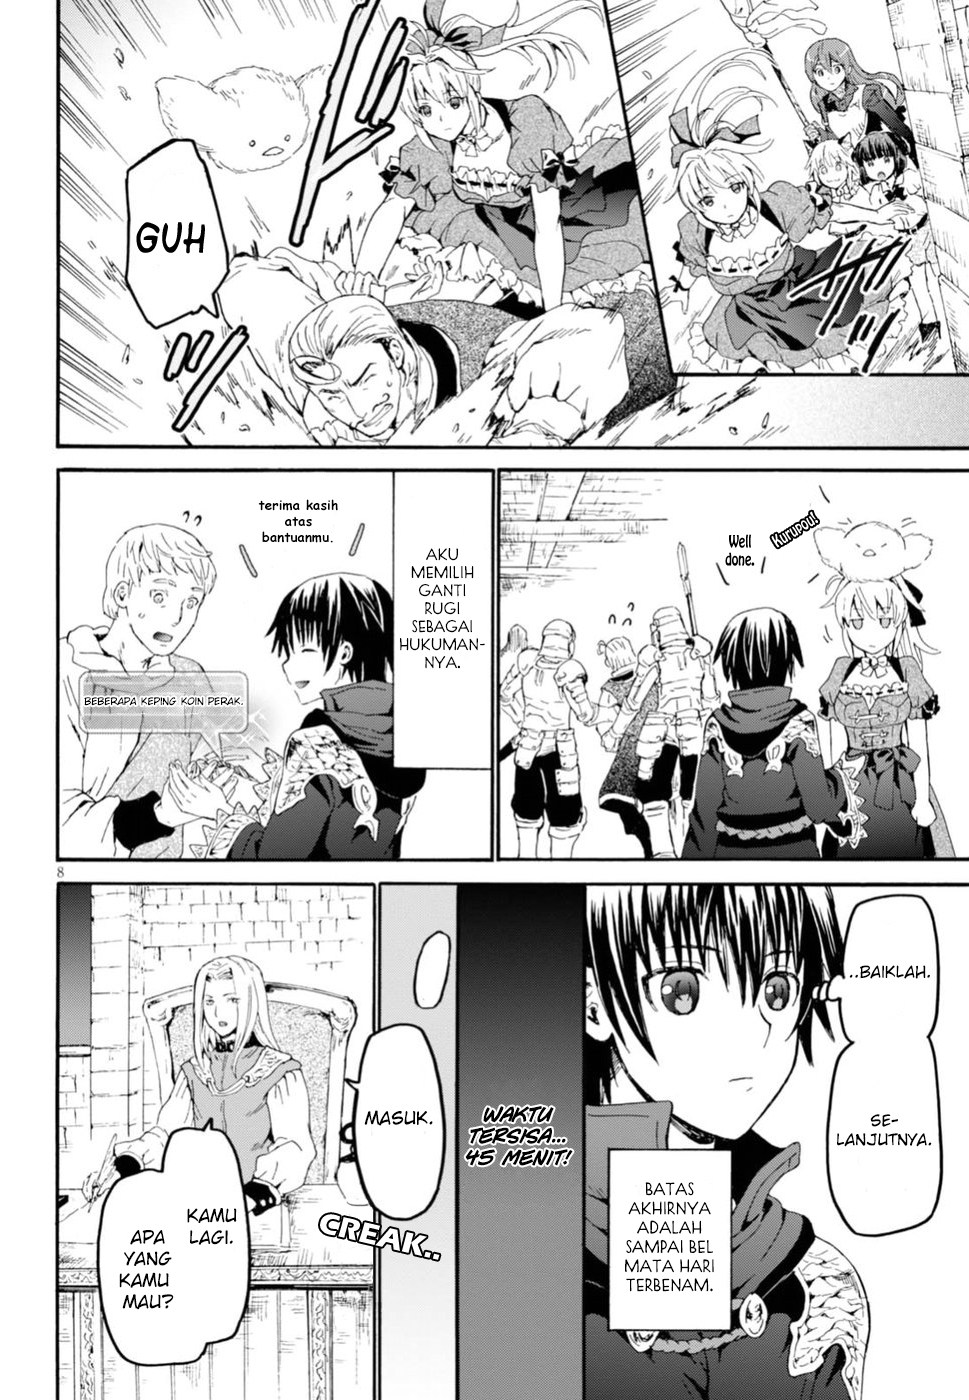 GUH
Kurupou!
Well
done.
AKU
MEMILIH
GANTI
RUGI
SEBAGAI
HUKUMAN-
NYA.
terima kasih
atas
bantuanmu.
BEBERAPA KEPING KOIN PERAK.
8
..BAIKLAH.
SE-
LANJUTNYA.
BATAS
AKHIRNYA
ADALAH
SAMPAI BEL
MATA HARI
TERBENAM.
WAKTU
TERSISA...
45 MENIT!
MASUK.
CREAK..
KAMU
LAGI.
APA
YANG
KAMU
MAU?